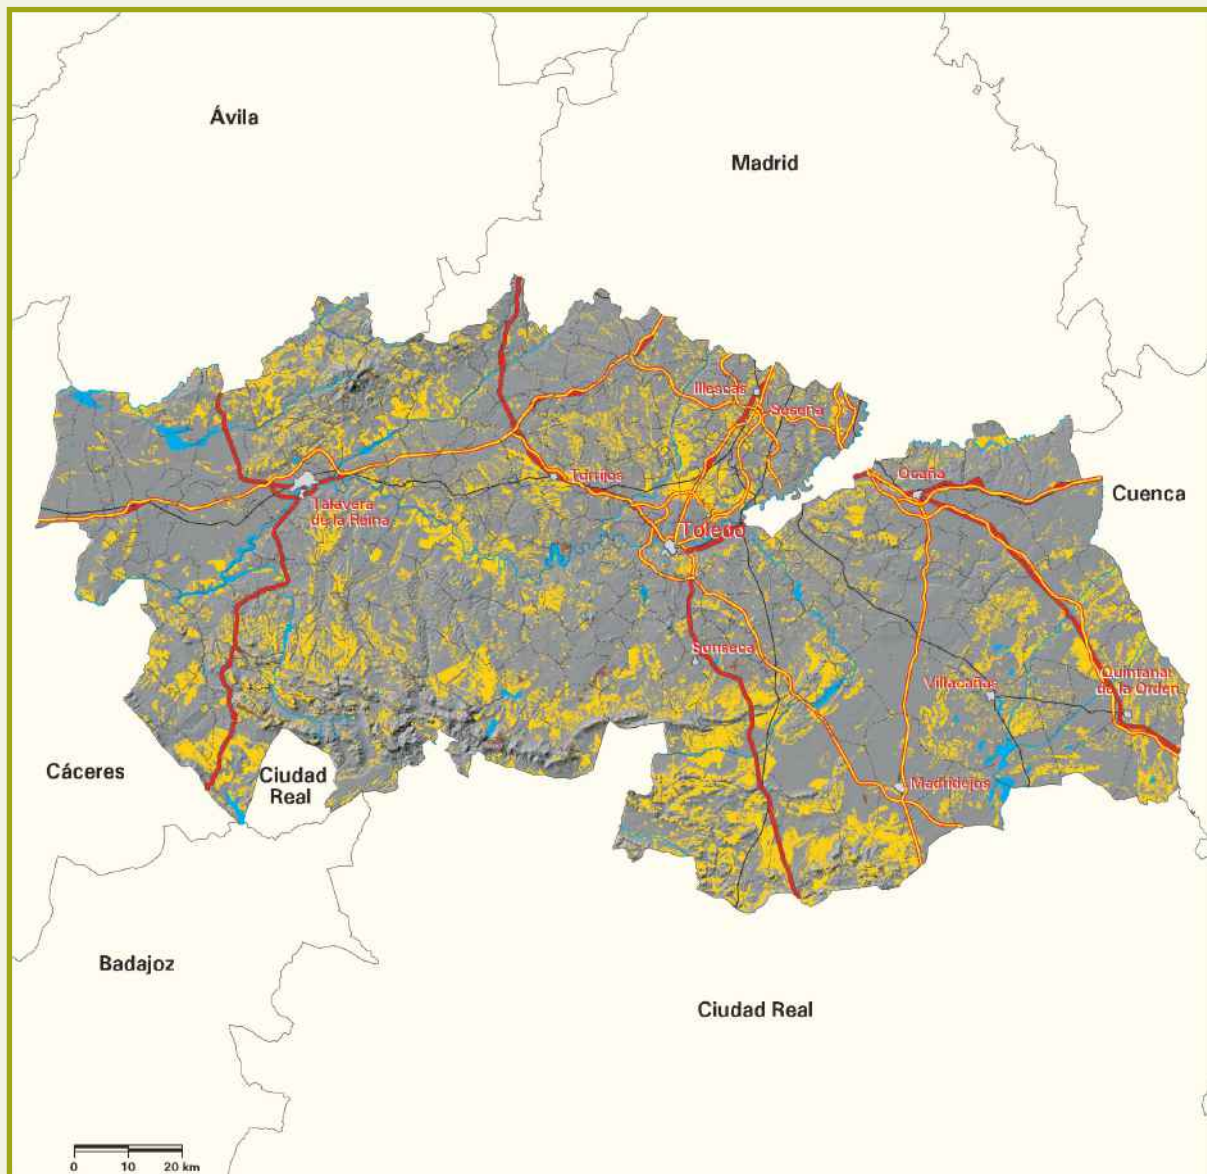 Ávila
Madrid
Illescas
Seseña
Ocaña
Torrijos
Cuenca
Talavera
de la Reina
Toledo
Sonseca
Villacañas
Quintanar
de la Orden
Cáceres
Ciudad
Real
Madridejos
Badajoz
Ciudad Real
0 10 20 km